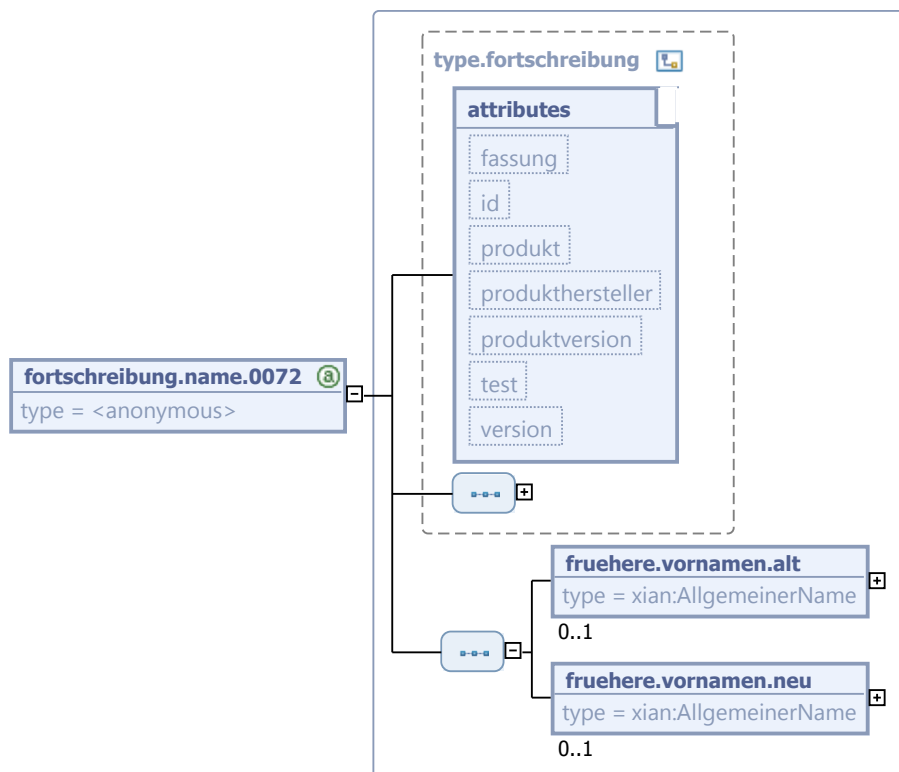 type.fortschreibung
attributes
fassung
id
produkt
produkthersteller
produktversion
test
version
fortschreibung.name.0072 a
type = <anonymous>
fruehere.vornamen.alt
type = xian:AllgemeinerName
0..1
fruehere.vornamen.neu
type = xian:AllgemeinerName
0..1